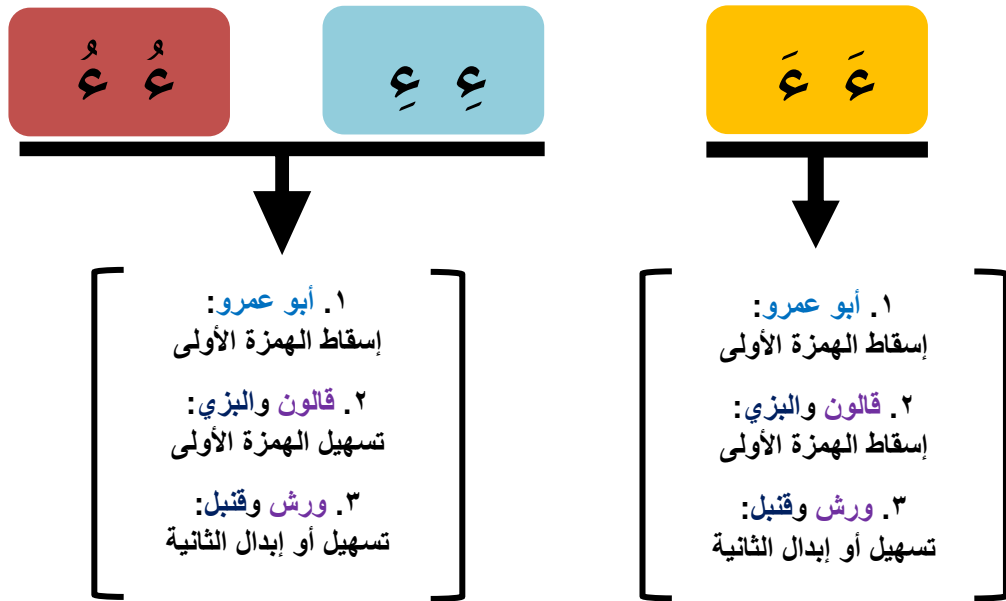 ءَ ءَ
١. أبو عمرو:
إسقاط الهمزة الأولى
٢. قالون والبزي:
إسقاط الهمزة الأولى
٣. ورش وقنبل:
تسهيل أو إبدال الثانية
ءِ ءِ
ءُ ءُ
١. أبو عمرو:
إسقاط الهمزة الأولى
٢. قالون والبزي:
تسهيل الهمزة الأولى
٣. ورش وقنبل:
تسهيل أو إبدال الثانية